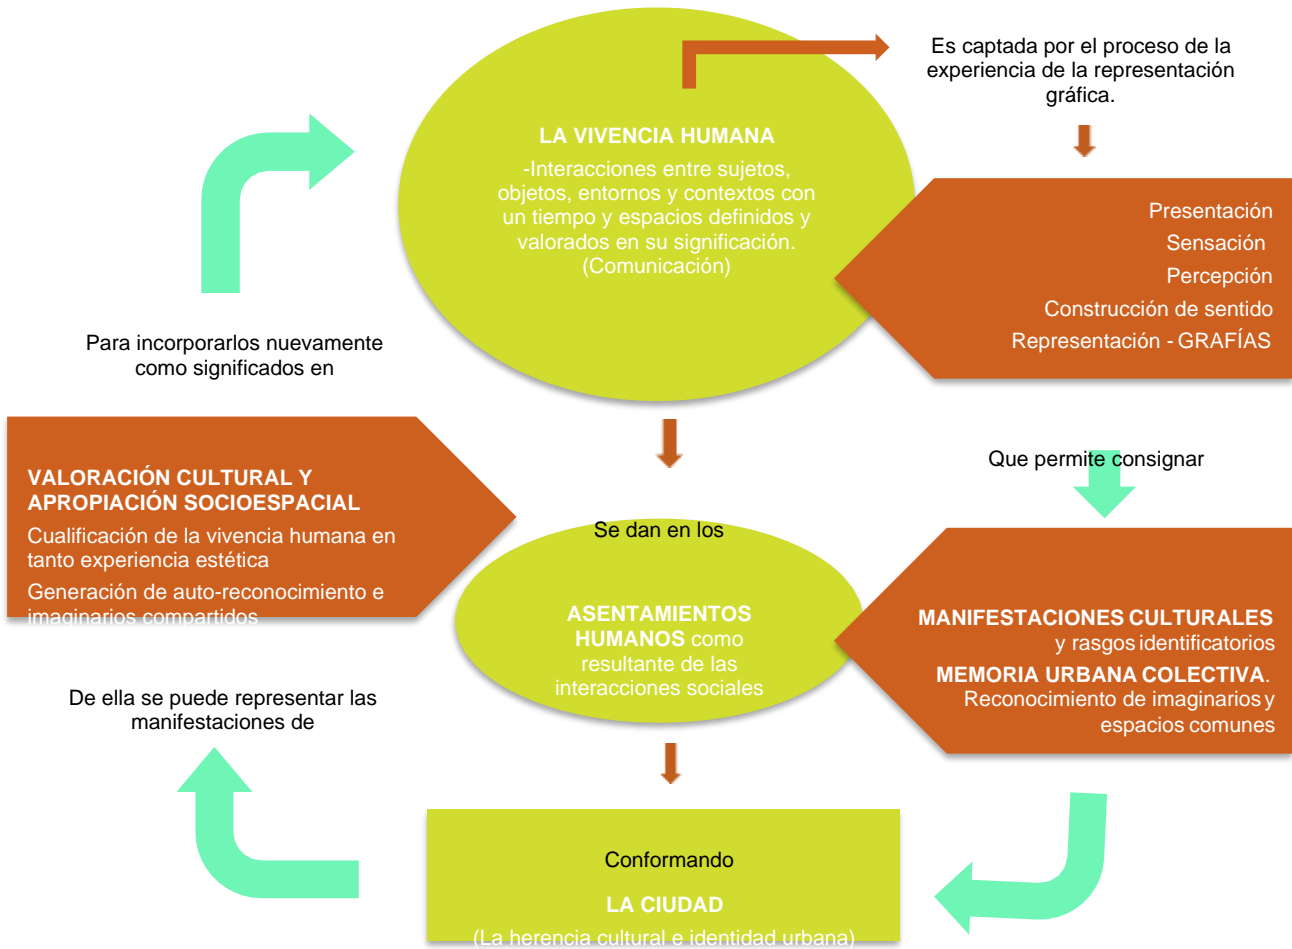 Es captada por el proceso de la
experiencia de la representación
gráfica.
LA VIVENCIA HUMANA
-Interacciones entre sujetos,
objetos, entornos y contextos con
un tiempo y espacios definidos y
valorados en su significación.
(Comunicación)
Presentación
Sensación
Percepción
Construcción de sentido
Representación - GRAFÍAS
Para incorporarlos nuevamente
como significados en
VALORACIÓN CULTURAL Y
APROPIACIÓN SOCIOESPACIAL
Cualificación de la vivencia humana en
tanto experiencia estética
Generación de auto-reconocimiento e
imaginarios compartidos
Que permite consignar
Se dan en los
ASENTAMIENTOS
HUMANOS como
resultante de las
interacciones sociales
MANIFESTACIONES CULTURALES
y rasgos identificatorios
MEMORIA URBANA COLECTIVA.
Reconocimiento de imaginarios y
espacios comunes
De ella se puede representar las
manifestaciones de
Conformando
LA CIUDAD
(La herencia cultural e identidad urbana)